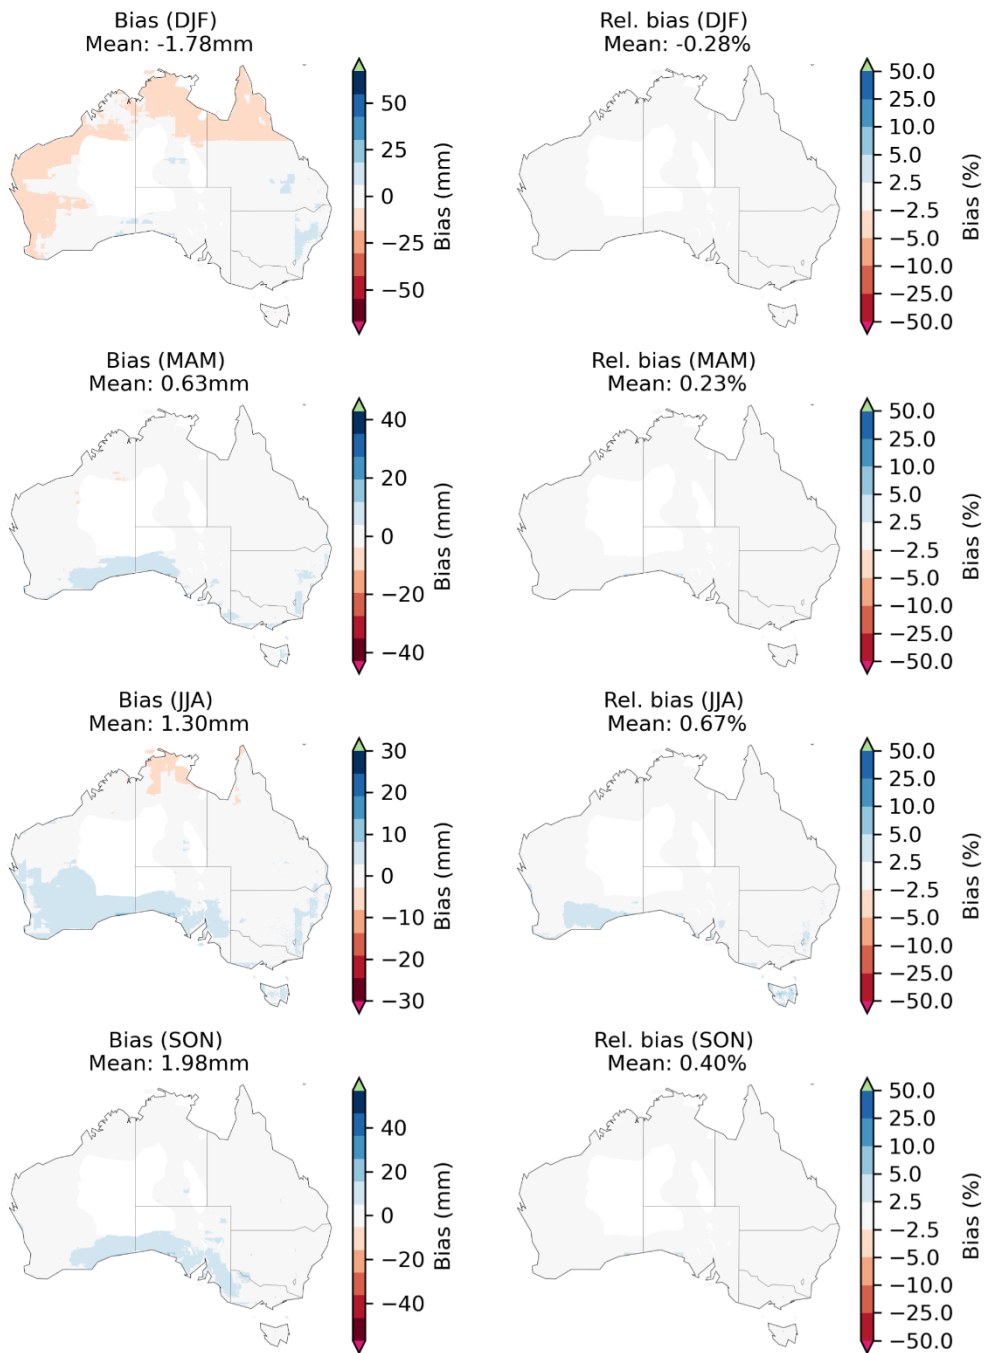 Bias (DJF)
Mean: -1.78mm
50
25
0
−25
−50
Bias (mm)
Rel. bias (DJF)
Mean: -0.28%
50.0
25.0
10.0
5.0
2.5
−2.5
−5.0
−10.0
−25.0
−50.0
Bias (%)
Bias (MAM)
Mean: 0.63mm
40
20
0
−20
−40
Bias (mm)
Rel. bias (MAM)
Mean: 0.23%
50.0
25.0
10.0
5.0
2.5
−2.5
−5.0
−10.0
−25.0
−50.0
Bias (%)
Bias (JJA)
Mean: 1.30mm
30
20
10
0
−10
−20
−30
Bias (mm)
Rel. bias (JJA)
Mean: 0.67%
50.0
25.0
10.0
5.0
2.5
−2.5
−5.0
−10.0
−25.0
−50.0
Bias (%)
Bias (SON)
Mean: 1.98mm
40
20
0
−20
−40
Bias (mm)
Rel. bias (SON)
Mean: 0.40%
50.0
25.0
10.0
5.0
2.5
−2.5
−5.0
−10.0
−25.0
−50.0
Bias (%)